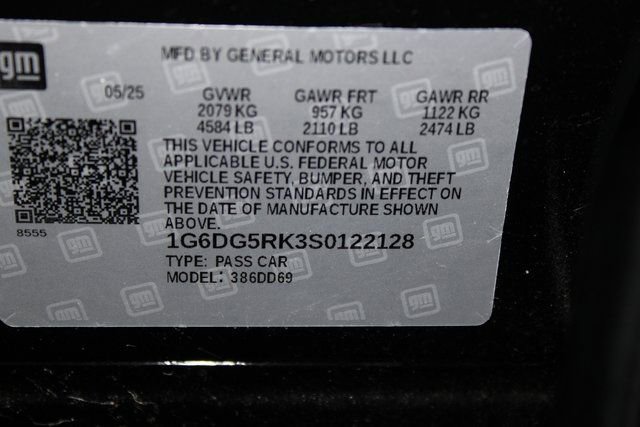 gm
MFD BY GENERAL MOTORS LLC
05/25
GVWR GAWR FRT GAWR RR
2079 KG 957 KG 1122 KG
4584 LB 2110 LB 2474 LB
THIS VEHICLE CONFORMS TO ALL
APPLICABLE U.S. FEDERAL MOTOR
VEHICLE SAFETY, BUMPER, AND THEFT
PREVENTION STANDARDS IN EFFECT ON
THE DATE OF MANUFACTURE SHOWN
ABOVE.
8555
1G6DG5RK3S0122128
TYPE: PASS CAR
MODEL: 386DD69